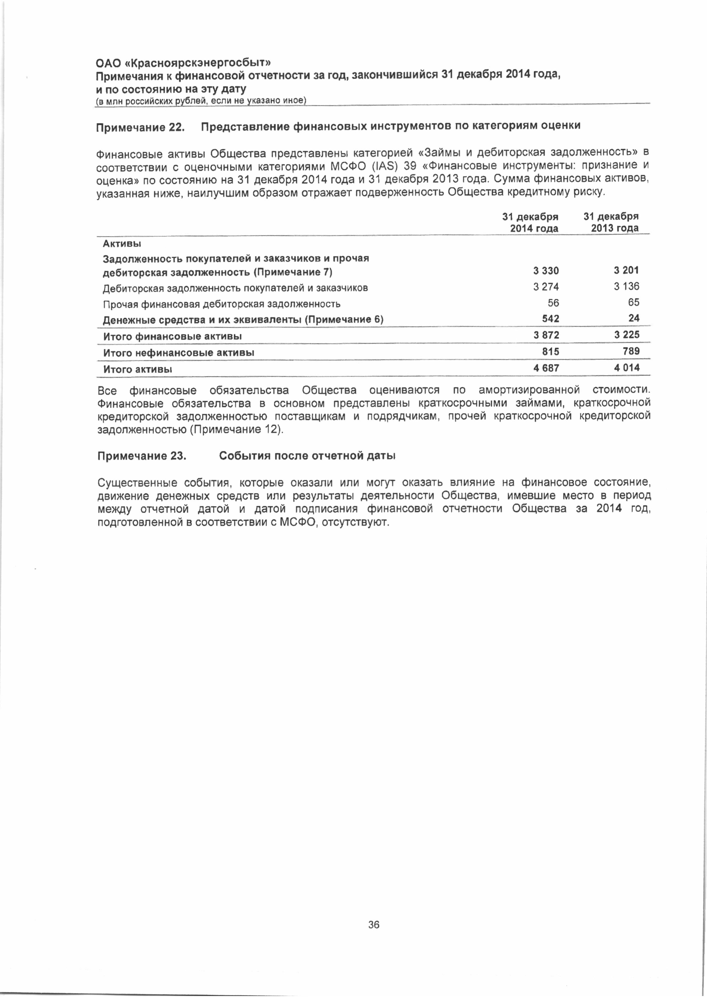 ОАО «Красноярскэнергосбыт»
Примечания к финансовой отчетности за год, закончившийся 31 декабря 2014 года,
и по состоянию на эту дату
(в млн российских рублей, если не указано иное)
Примечание 22. Представление финансовых инструментов по категориям оценки
Финансовые активы Общества представлены категорией «Займы и дебиторская задолженность» в
соответствии с оценочными категориями МСФО (IAS) 39 «Финансовые инструменты: признание и
оценка» по состоянию на 31 декабря 2014 года и 31 декабря 2013 года. Сумма финансовых активов,
указанная ниже, наилучшим образом отражает подверженность Общества кредитному риску.
31 декабря 31 декабря
2014 года 2013 года
Активы
Задолженность покупателей и заказчиков и прочая
дебиторская задолженность (Примечание 7) 3 330 3 201
Дебиторская задолженность покупателей и заказчиков 3 274 3 136
Прочая финансовая дебиторская задолженность 56 65
Денежные средства и их эквиваленты (Примечание 6) 542 24
Итого финансовые активы 3 872 3 225
Итого нефинансовые активы 815 789
Итого активы 4 687 4 014
Все финансовые обязательства Общества оцениваются по амортизированной стоимости.
Финансовые обязательства в основном представлены краткосрочными займами, краткосрочной
кредиторской задолженностью поставщикам и подрядчикам, прочей краткосрочной кредиторской
задолженностью (Примечание 12).
Примечание 23. События после отчетной даты
Существенные события, которые оказали или могут оказать влияние на финансовое состояние,
движение денежных средств или результаты деятельности Общества, имевшие место в период
между отчетной датой и датой подписания финансовой отчетности Общества за 2014 год,
подготовленной в соответствии с МСФО, отсутствуют.
36